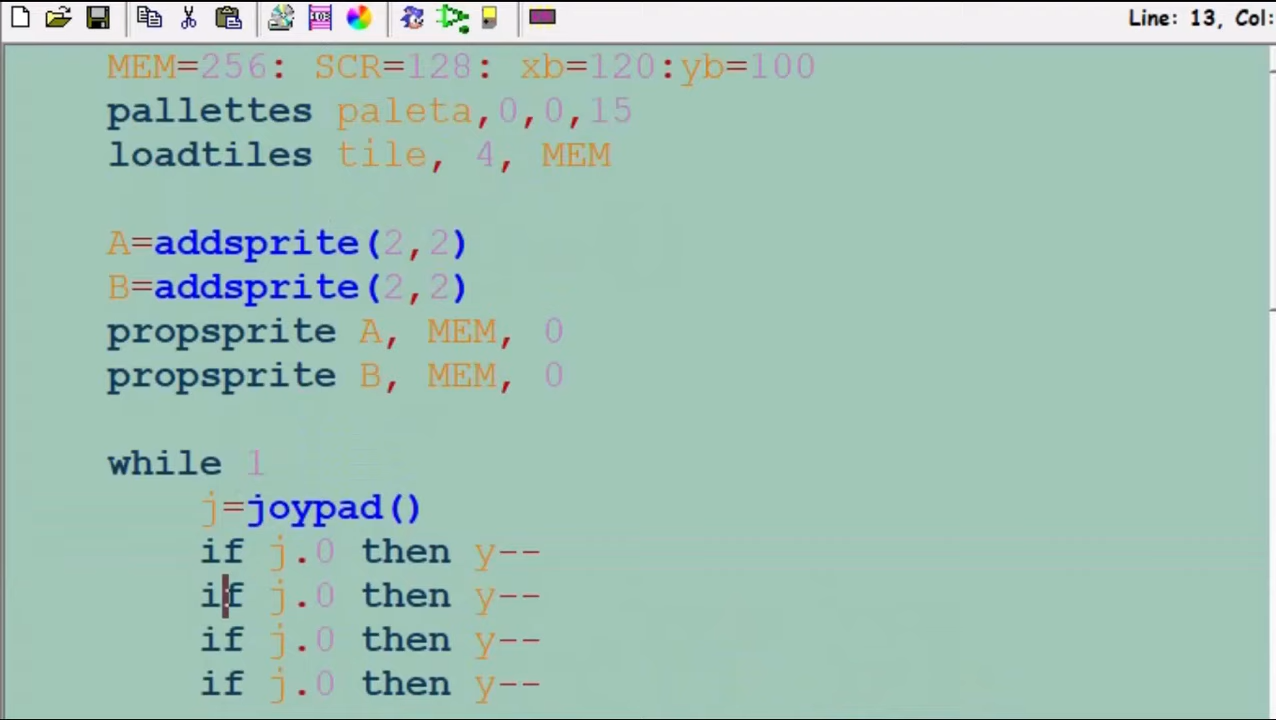 Line: 13, Col:
MEM=256: SCR=128: xb=120:yb=100
pallettes paleta,0,0,15
loadtiles tile, 4, MEM
A=addsprite(2,2)
B=addsprite(2,2)
propsprite A, MEM, 0
propsprite B, MEM, 0
while 1
j=joypad()
if j.0 then y--
if j.0 then y--
if j.0 then y--
if j.0 then y--